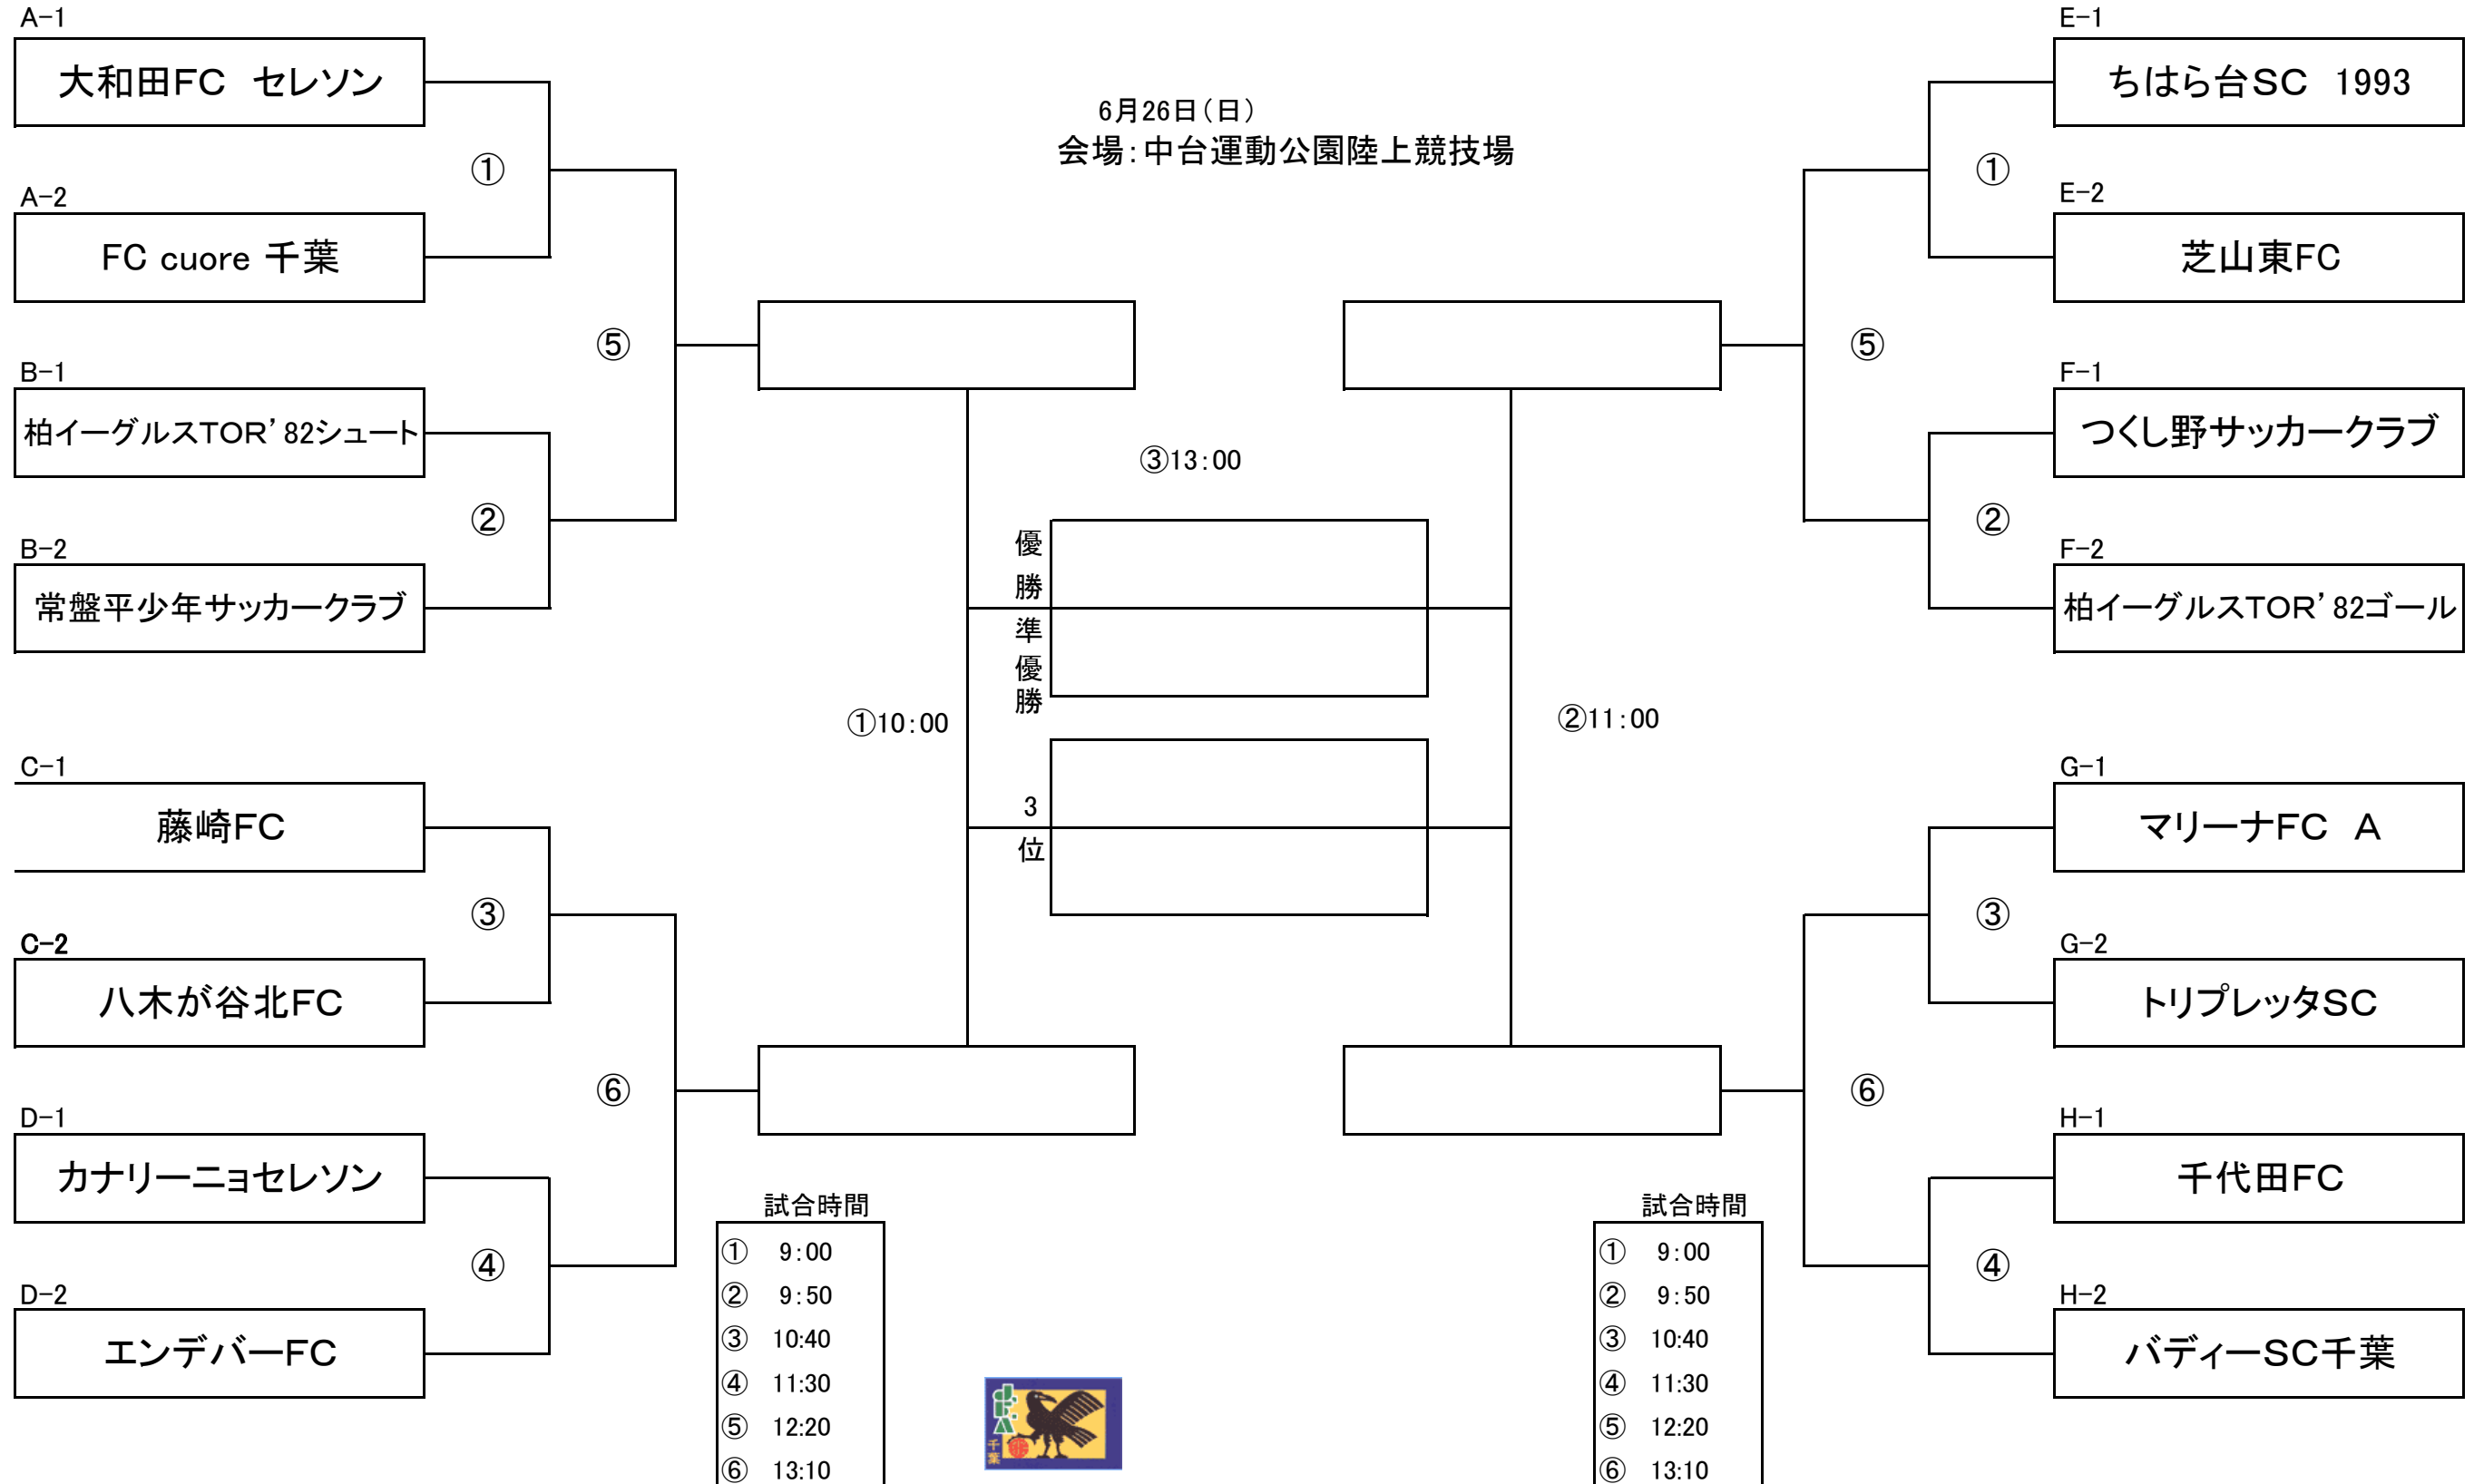 A-1
大和田FC　セレソン
①
A-2
FC cuore 千葉
⑤
B-1
柏イーグルスTOR’82シュート
②
B-2
常盤平少年サッカークラブ
C-1
藤崎FC
③
C-2
八木が谷北FC
⑥
D-1
カナリーニョセレソン
④
D-2
エンデバーFC
6月26日（日）
会場：中台運動公園陸上競技場
③13：00
優勝
準優勝
①10：00
②11：00
3位
試合時間
①　9：00
②　9：50
③　10:40
④　11:30
⑤　12:20
⑥　13:10
千葉
試合時間
①　9：00
②　9：50
③　10:40
④　11:30
⑤　12:20
⑥　13:10
E-1
ちはら台SC　1993
①
E-2
芝山東FC
⑤
F-1
つくし野サッカークラブ
②
F-2
柏イーグルスTOR’82ゴール
G-1
マリーナFC　A
③
G-2
トリプレッタSC
⑥
H-1
千代田FC
④
H-2
バディーSC千葉